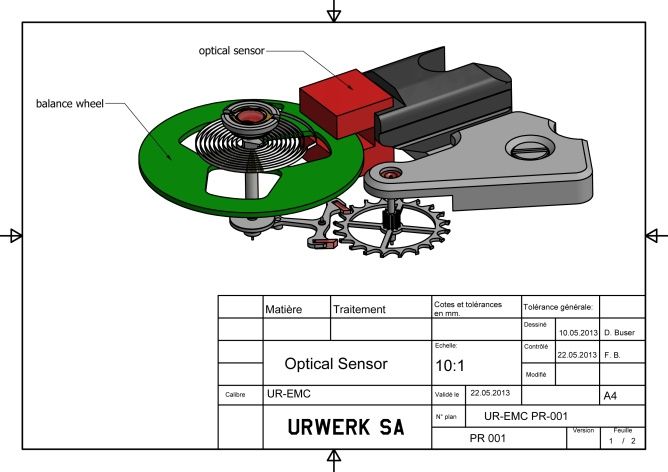 optical sensor
balance wheel
Matière
Traitement
Cotes et tolérances
en mm.
Tolérance générale:
Dessiné
10.05.2013
D. Buser
Optical Sensor
Echelle:
10:1
Contrôlé
22.05.2013
F. B.
Modifié
Calibre
UR-EMC
Validé le
22.05.2013
A4
URWERK SA
N° plan
UR-EMC PR-001
PR 001
Version
Feuille
1 / 2